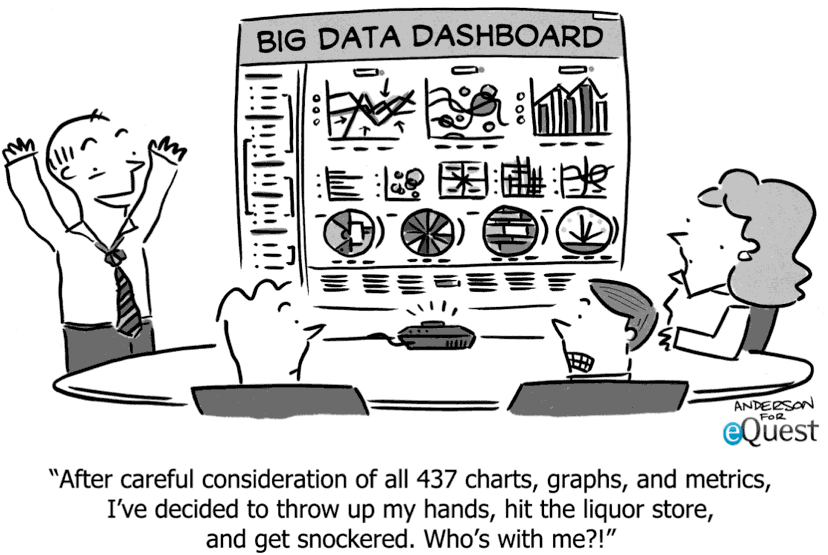 BIG DATA DASHBOARD
ANDERSON
FOR
eQuest
“After careful consideration of all 437 charts, graphs, and metrics,
I’ve decided to throw up my hands, hit the liquor store,
and get snockered. Who’s with me?!”